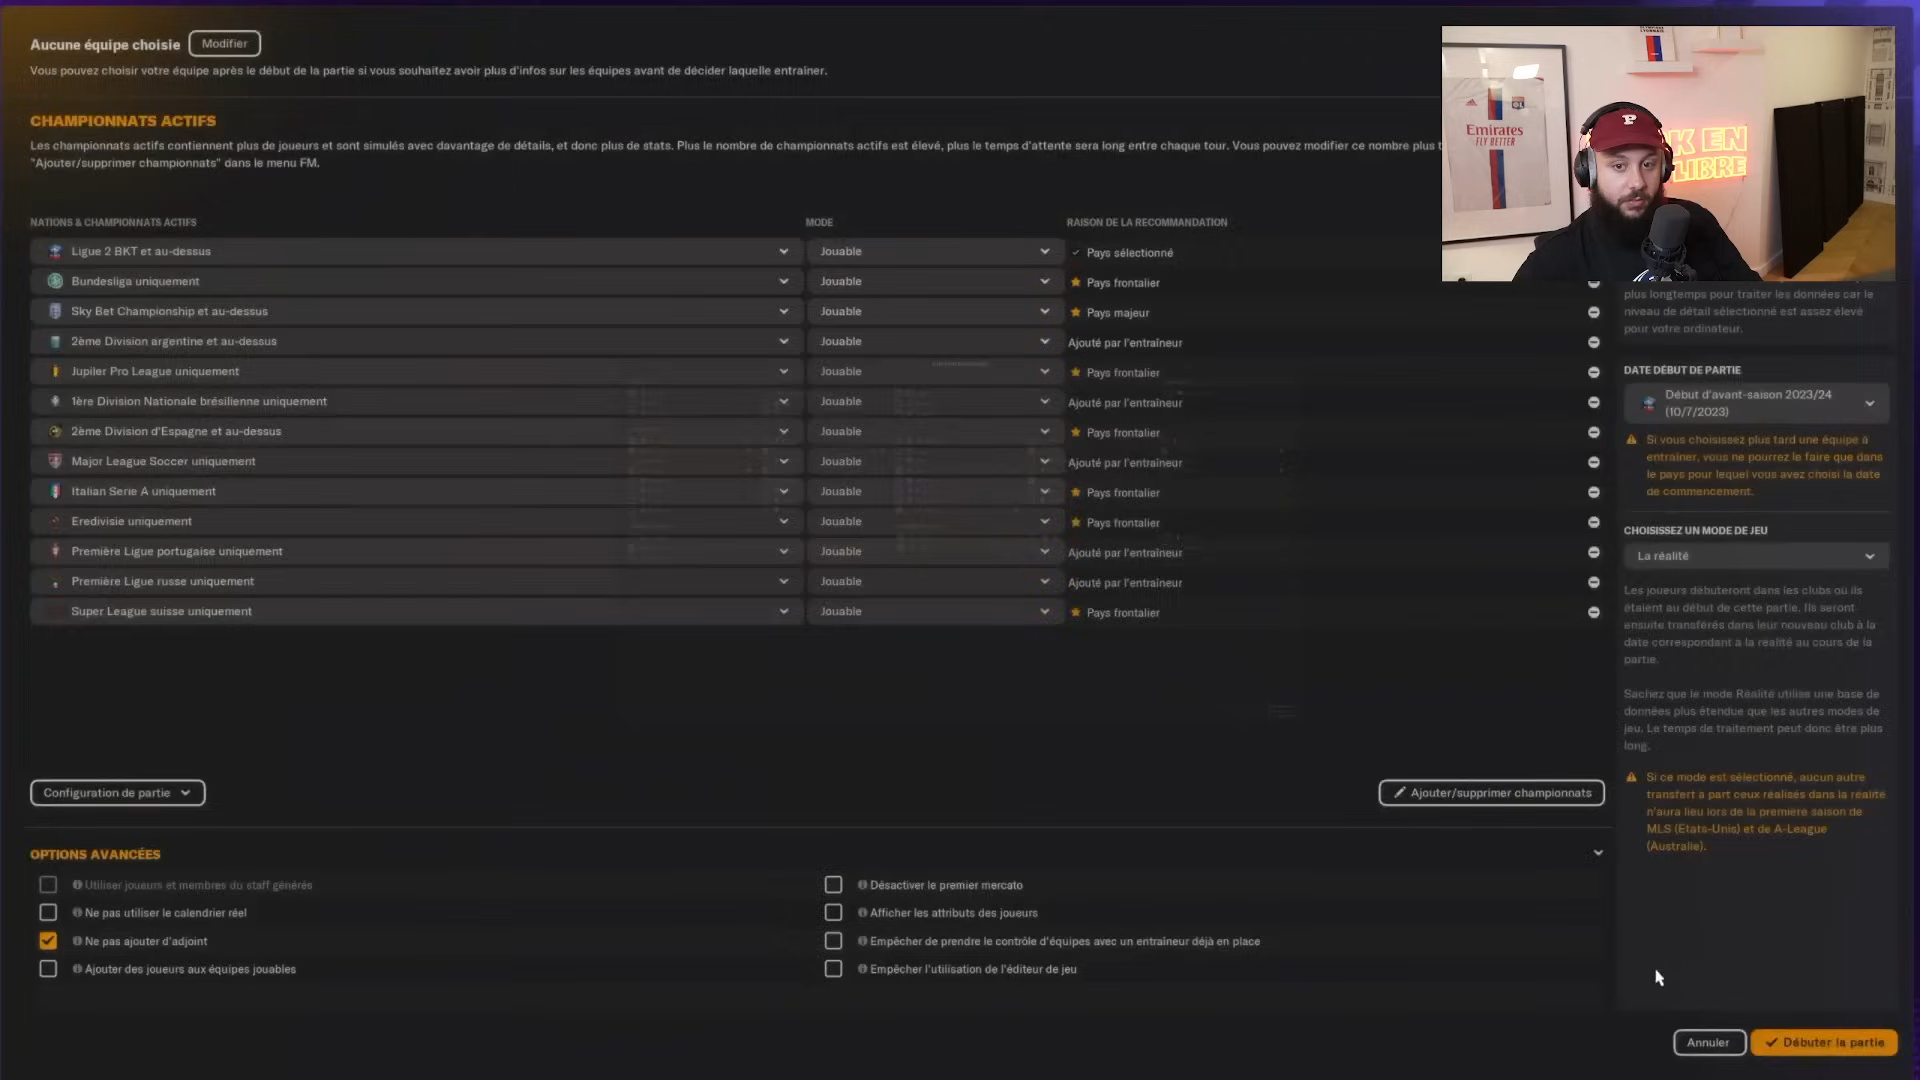 Aucune équipe choisie
Modifier
Vous pouvez choisir votre équipe après le début de la partie si vous souhaitez avoir plus d'infos sur les équipes avant de décider laquelle entraîner.
CHAMPIONNATS ACTIFS
Les championnats actifs contiennent plus de joueurs et sont simulés avec davantage de détails, et donc plus de stats. Plus le nombre de championnats actifs est élevé, plus le temps d'attente sera long entre chaque tour. Vous pouvez modifier ce nombre plus t
"Ajouter/supprimer championnats" dans le menu FM.
Emirates
FLY BETTER
OL
LYONNAIS
P
K EN
LIBRE
NATIONS & CHAMPIONNATS ACTIFS MODE RAISON DE LA RECOMMANDATION
Ligue 2 BKT et au-dessus Jouable Pays sélectionné
Bundesliga uniquement Jouable Pays frontalier
Sky Bet Championship et au-dessus Jouable Pays majeur
2ème Division argentine et au-dessus Jouable Ajouté par l'entraîneur
Jupiler Pro League uniquement Jouable Pays frontalier
1ère Division Nationale brésilienne uniquement Jouable Ajouté par l'entraîneur
2ème Division d'Espagne et au-dessus Jouable Pays frontalier
Major League Soccer uniquement Jouable Ajouté par l'entraîneur
Italian Serie A uniquement Jouable Pays frontalier
Eredivisie uniquement Jouable Pays frontalier
Première Ligue portugaise uniquement Jouable Ajouté par l'entraîneur
Première Ligue russe uniquement Jouable Ajouté par l'entraîneur
Super League suisse uniquement Jouable Pays frontalier
Configuration de partie
Ajouter/supprimer championnats
OPTIONS AVANCÉES
Utiliser joueurs et membres du staff générés
Ne pas utiliser le calendrier réel
Ne pas ajouter d'adjoint
Ajouter des joueurs aux équipes jouables
Désactiver le premier mercato
Afficher les attributs des joueurs
Empêcher de prendre le contrôle d'équipes avec un entraîneur déjà en place
Empêcher l'utilisation de l'éditeur de jeu
plus longtemps pour traiter les données car le
niveau de détail sélectionné est assez élevé
pour votre ordinateur.
DATE DÉBUT DE PARTIE
Début d'avant-saison 2023/24
(10/7/2023)
Si vous choisissez plus tard une équipe à
entraîner, vous ne pourrez le faire que dans
le pays pour lequel vous avez choisi la date
de commencement.
CHOISISSEZ UN MODE DE JEU
La réalité
Les joueurs débuteront dans les clubs où ils
étaient au début de cette partie. Ils seront
ensuite transférés dans leur nouveau club à la
date correspondant à la réalité au cours de la
partie.
Sachez que le mode Réalité utilise une base de
données plus étendue que les autres modes de
jeu. Le temps de traitement peut donc être plus
long.
Si ce mode est sélectionné, aucun autre
transfert à part ceux réalisés dans la réalité
n'aura lieu lors de la première saison de
MLS (Etats-Unis) et de A-League
(Australie).
Annuler
Débuter la partie